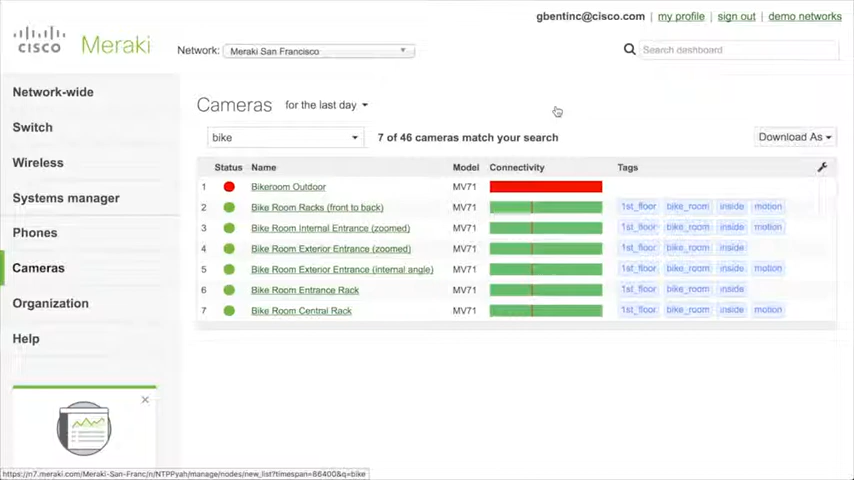 gbentinc@cisco.com | my profile | sign out | demo networks
cisco Meraki
Network: Meraki San Francisco
Search dashboard
Network-wide
Switch
Wireless
Systems manager
Phones
Cameras
Organization
Help
Cameras for the last day
bike 7 of 46 cameras match your search Download As
Status Name Model Connectivity Tags
1 Bikeroom Outdoor MV71
2 Bike Room Racks (front to back) MV71 1st_floor bike_room inside motion
3 Bike Room Internal Entrance (zoomed) MV71 1st_floor bike_room inside motion
4 Bike Room Exterior Entrance (zoomed) MV71 1st_floor bike_room inside
5 Bike Room Exterior Entrance (internal angle) MV71 1st_floor bike_room inside motion
6 Bike Room Entrance Rack MV71 1st_floor bike_room inside
7 Bike Room Central Rack MV71 1st_floor bike_room inside motion
https://n7.meraki.com/Meraki-San-Franc/n/NTPPyah/manage/nodes/new_list?timespan=86400&q=bike